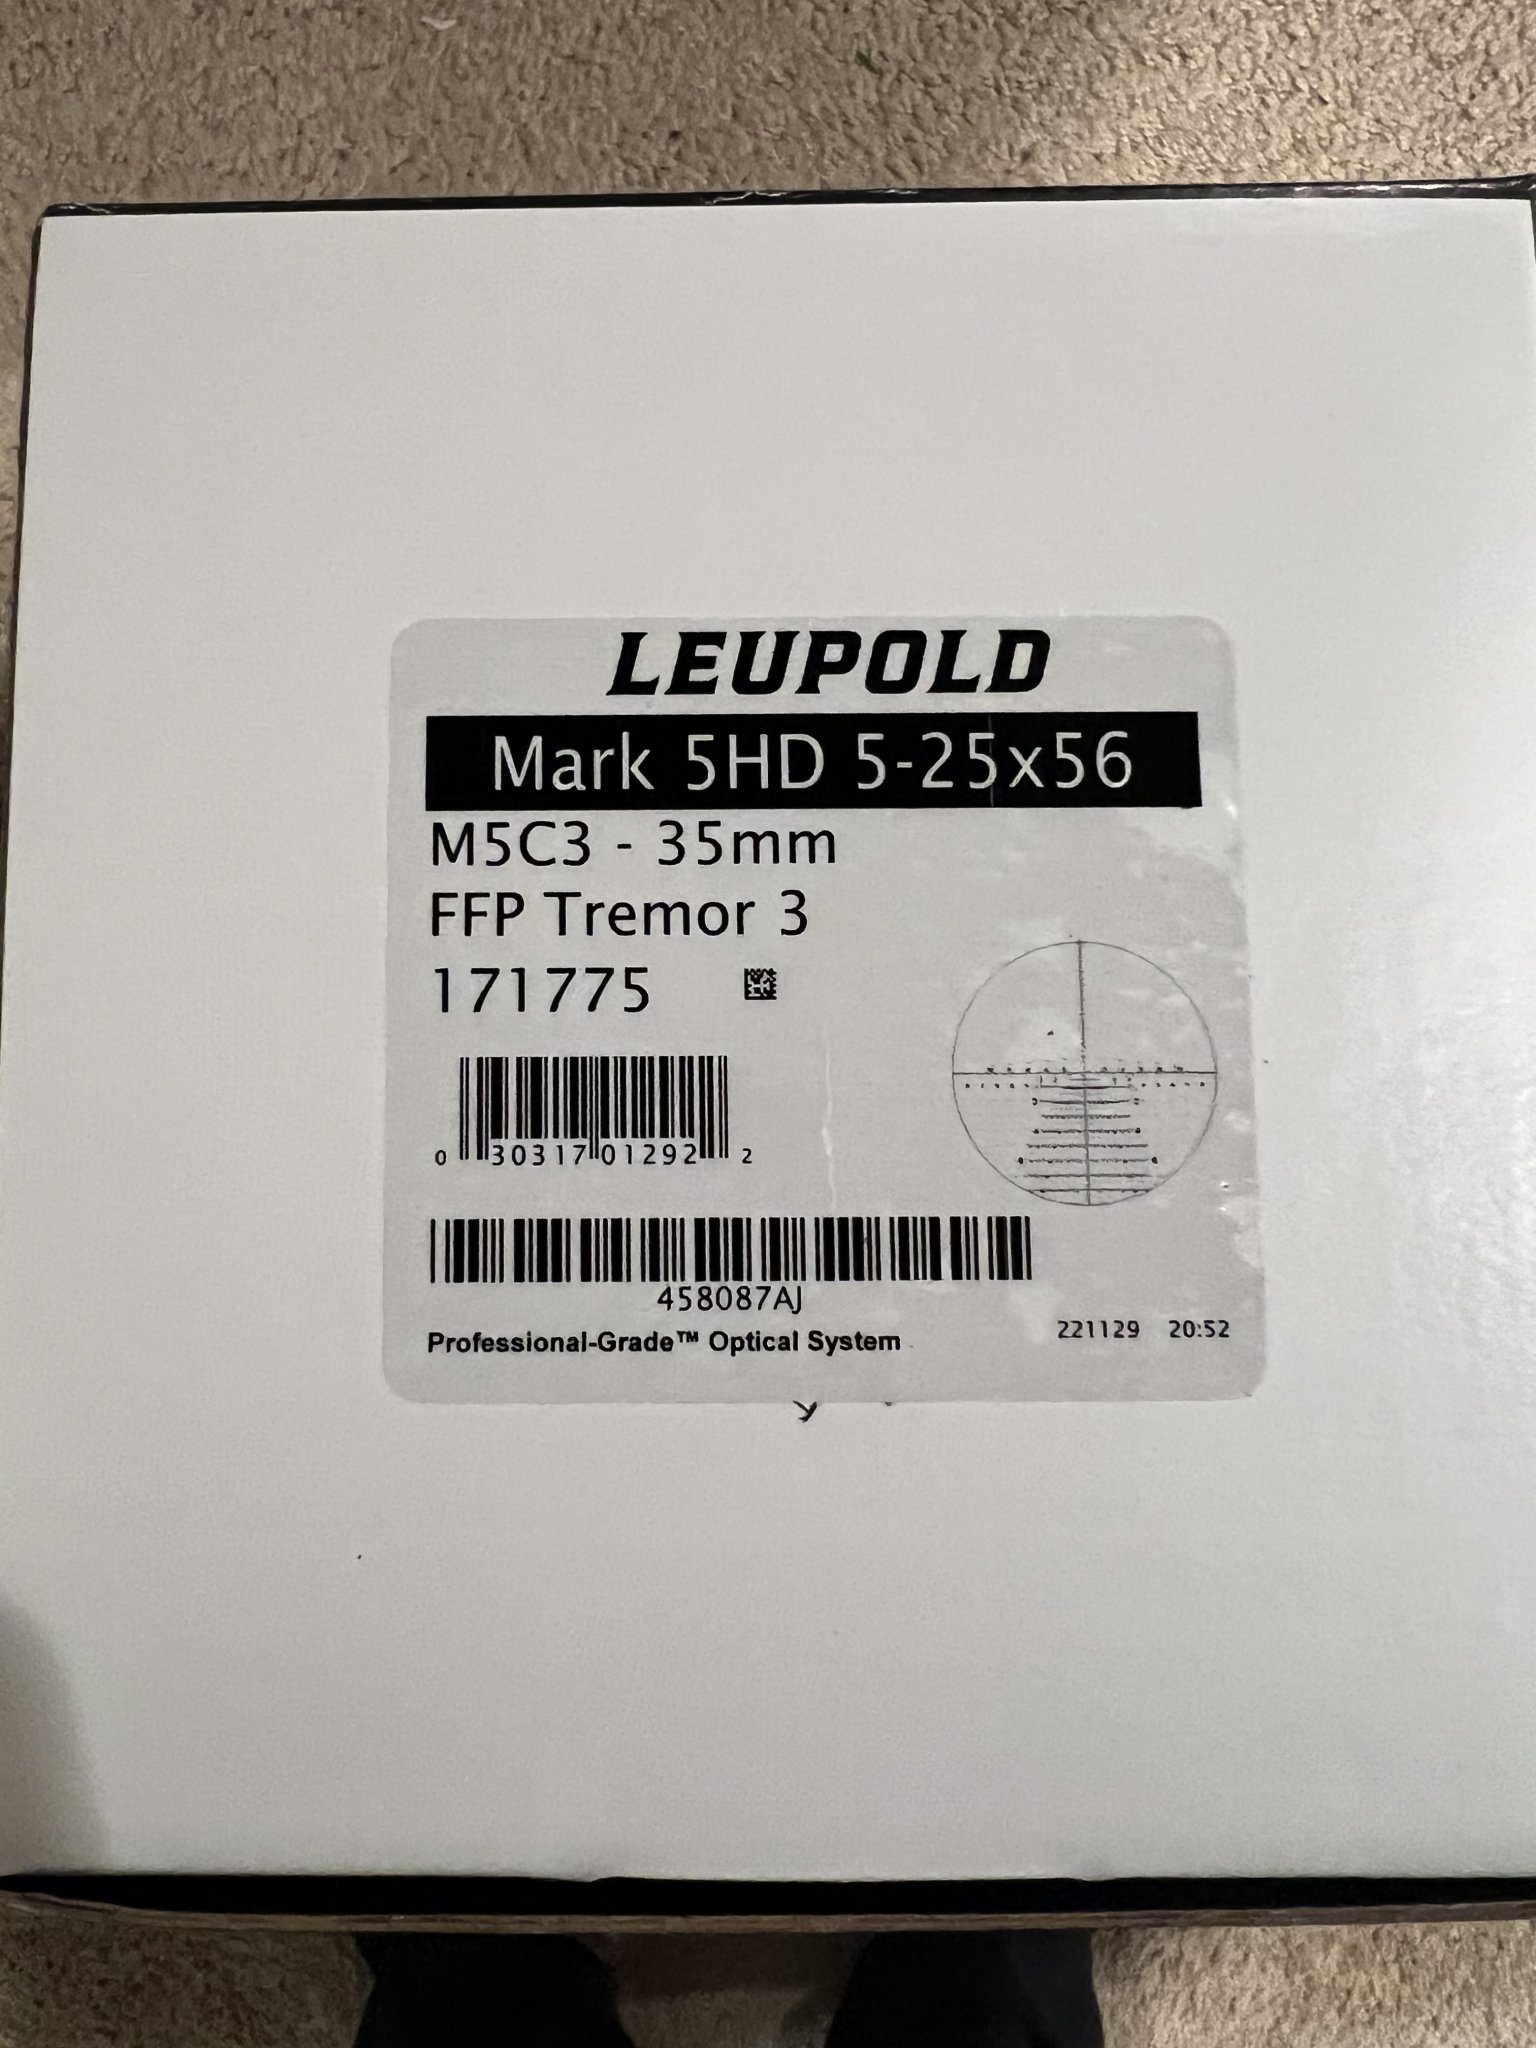 LEUPOLD
Mark 5HD 5-25x56
M5C3 - 35mm
FFP Tremor 3
171775
0 30317 01292 2
458087AJ
Professional-Grade™ Optical System
221129 20:52